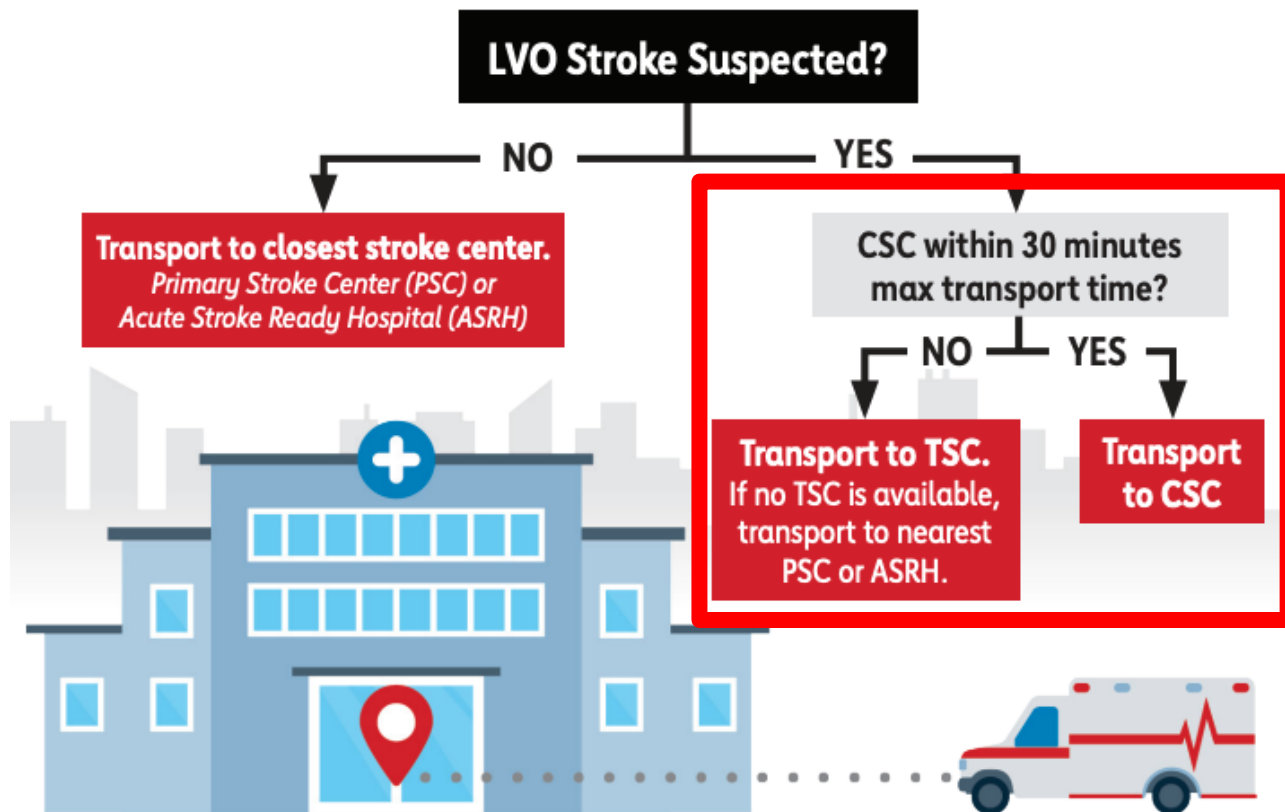 LVO Stroke Suspected?
NO
YES
Transport to closest stroke center.
Primary Stroke Center (PSC) or
Acute Stroke Ready Hospital (ASRH)
CSC within 30 minutes
max transport time?
NO
YES
Transport to TSC.
If no TSC is available,
transport to nearest
PSC or ASRH.
Transport
to CSC